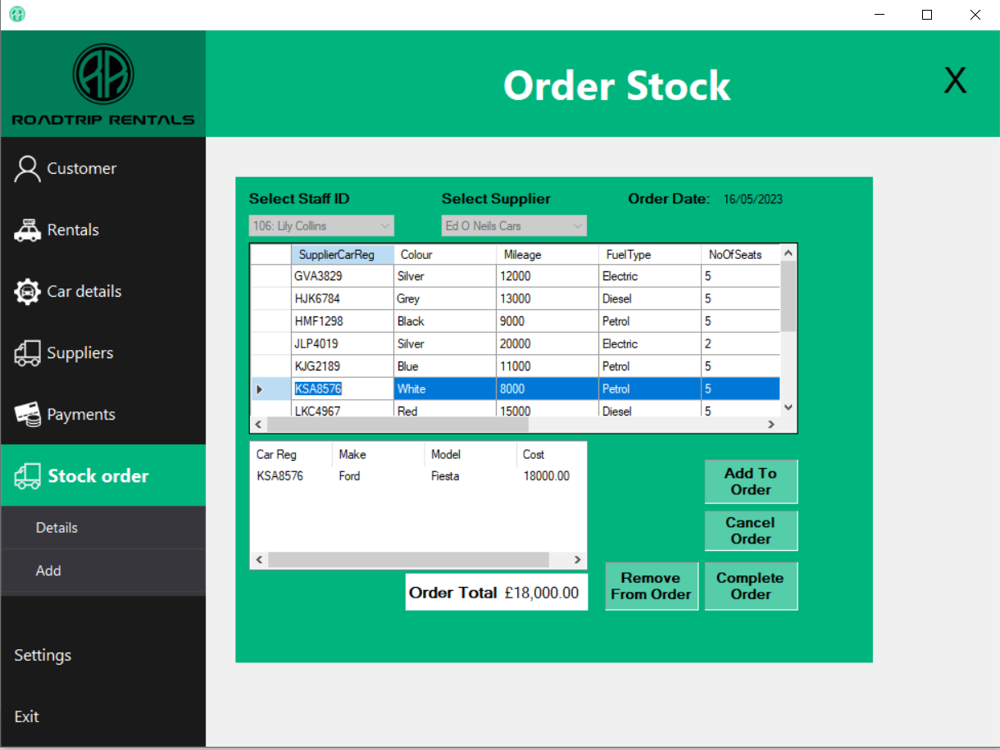 ROADTRIP RENTALS
Order Stock
X
Customer
Rentals
Car details
Suppliers
Payments
Stock order
Details
Add
Settings
Exit
Select Staff ID Select Supplier Order Date: 16/05/2023
106: Lily Collins Ed O Neils Cars
SupplierCarReg Colour Mileage FuelType NoOfSeats
GVA3829 Silver 12000 Electric 5
HJK6784 Grey 13000 Diesel 5
HMF1298 Black 9000 Petrol 5
JLP4019 Silver 20000 Electric 2
KJG2189 Blue 11000 Petrol 5
KSA8576 White 8000 Petrol 5
LKC4967 Red 15000 Diesel 5
Car Reg Make Model Cost
KSA8576 Ford Fiesta 18000.00
Order Total £18,000.00
Add To
Order
Cancel
Order
Remove
From Order
Complete
Order